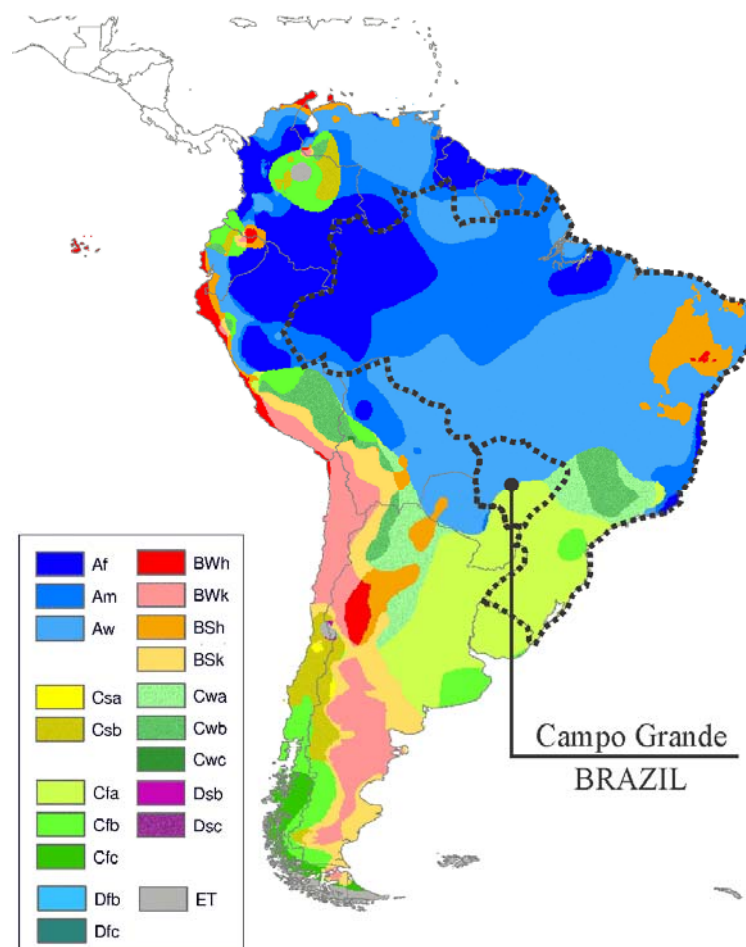 Af BWh
Am BWk
Aw BSh
BSk
Csa Cwa
Csb Cwb
Cwc
Cfa Dsb
Cfb Dsc
Cfc
Dfb ET
Dfc
Campo Grande
BRAZIL